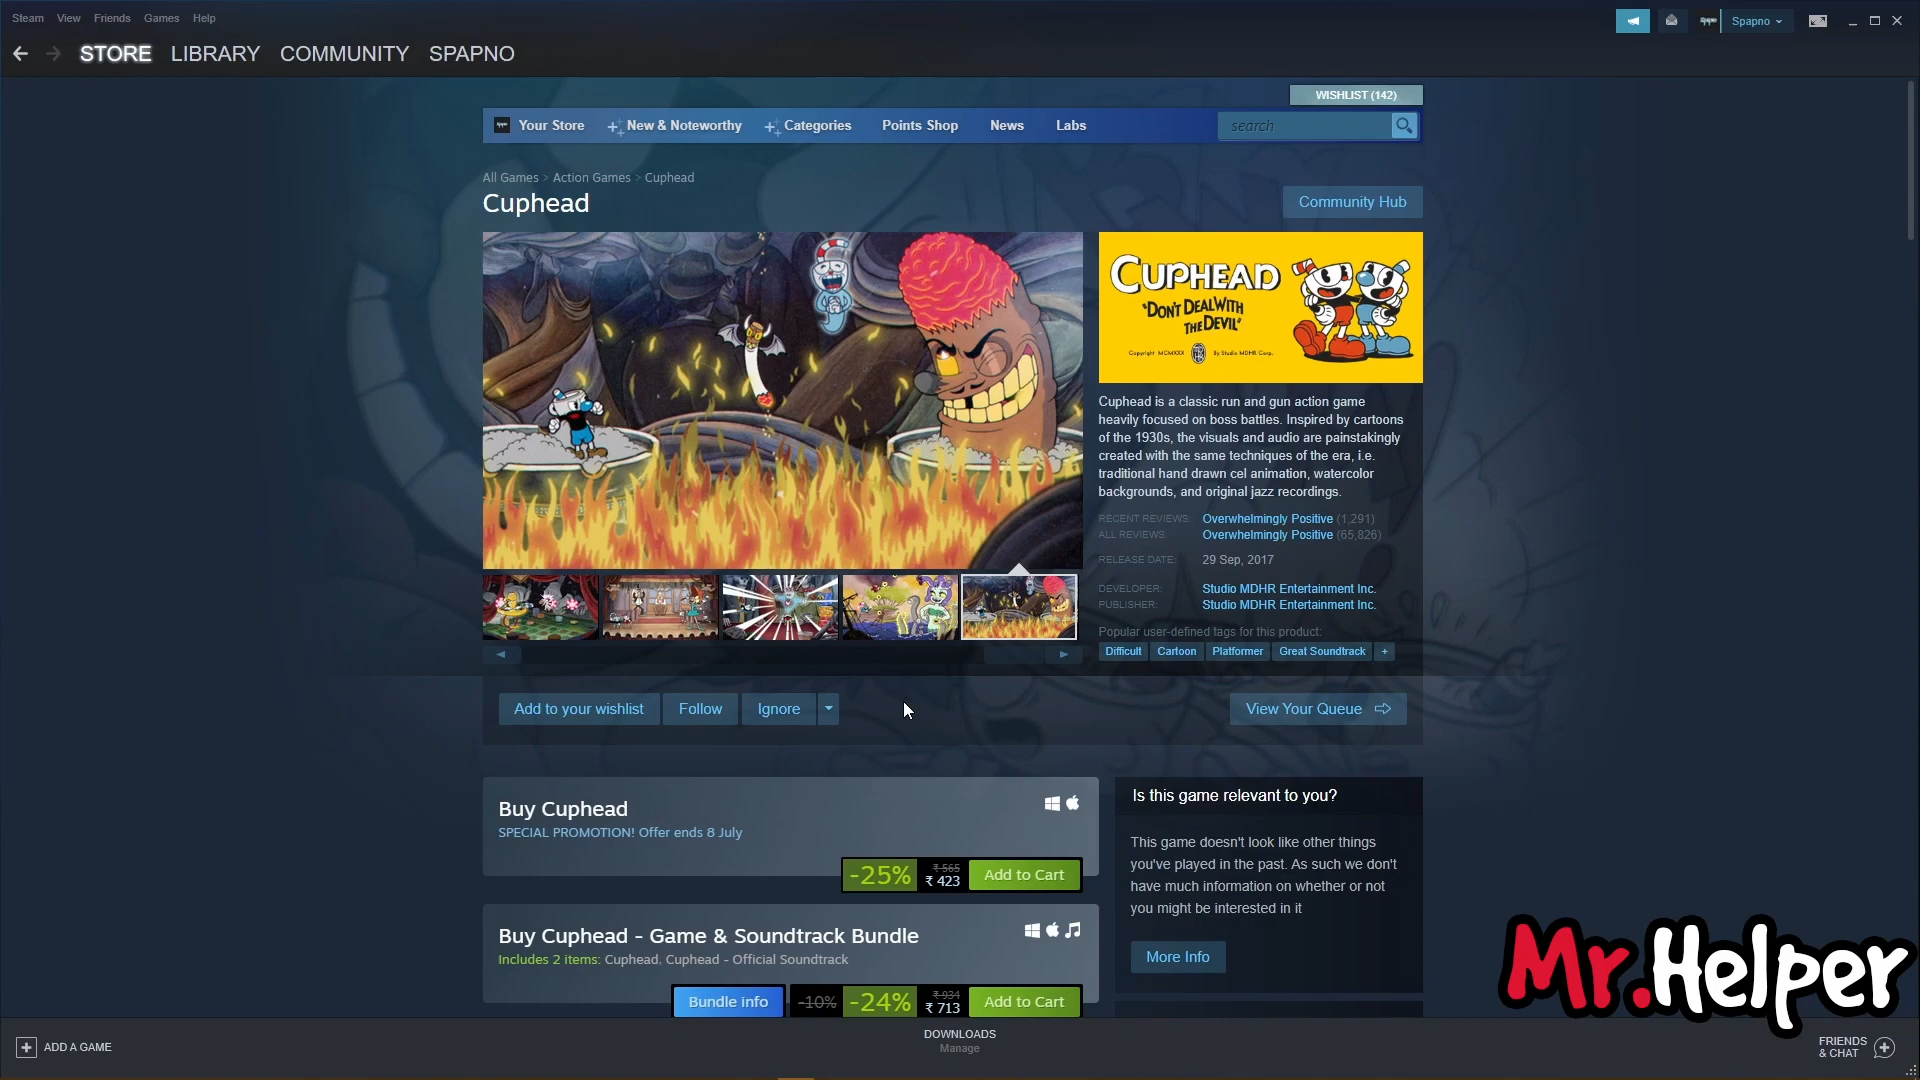 Steam View Friends Games Help
Spapno
STORE LIBRARY COMMUNITY SPAPNO
WISHLIST (142)
Your Store New & Noteworthy Categories Points Shop News Labs search
All Games > Action Games > Cuphead
Cuphead
Community Hub
CUPHEAD
"DON'T DEAL WITH
THE DEVIL"
Copyright MCMXXX By Studio MDHR Corp.
Cuphead is a classic run and gun action game
heavily focused on boss battles. Inspired by cartoons
of the 1930s, the visuals and audio are painstakingly
created with the same techniques of the era, i.e.
traditional hand drawn cel animation, watercolor
backgrounds, and original jazz recordings.
RECENT REVIEWS: Overwhelmingly Positive (1,291)
ALL REVIEWS: Overwhelmingly Positive (65,826)
RELEASE DATE: 29 Sep, 2017
DEVELOPER: Studio MDHR Entertainment Inc.
PUBLISHER: Studio MDHR Entertainment Inc.
Popular user-defined tags for this product:
Difficult Cartoon Platformer Great Soundtrack +
Add to your wishlist Follow Ignore View Your Queue
Buy Cuphead
SPECIAL PROMOTION! Offer ends 8 July
-25% ₹ 565 ₹ 423 Add to Cart
Buy Cuphead - Game & Soundtrack Bundle
Includes 2 items: Cuphead, Cuphead - Official Soundtrack
Bundle info -10% -24% ₹ 934 ₹ 713 Add to Cart
Is this game relevant to you?
This game doesn't look like other things
you've played in the past. As such we don't
have much information on whether or not
you might be interested in it
More Info
Mr.Helper
ADD A GAME
DOWNLOADS
Manage
FRIENDS
& CHAT